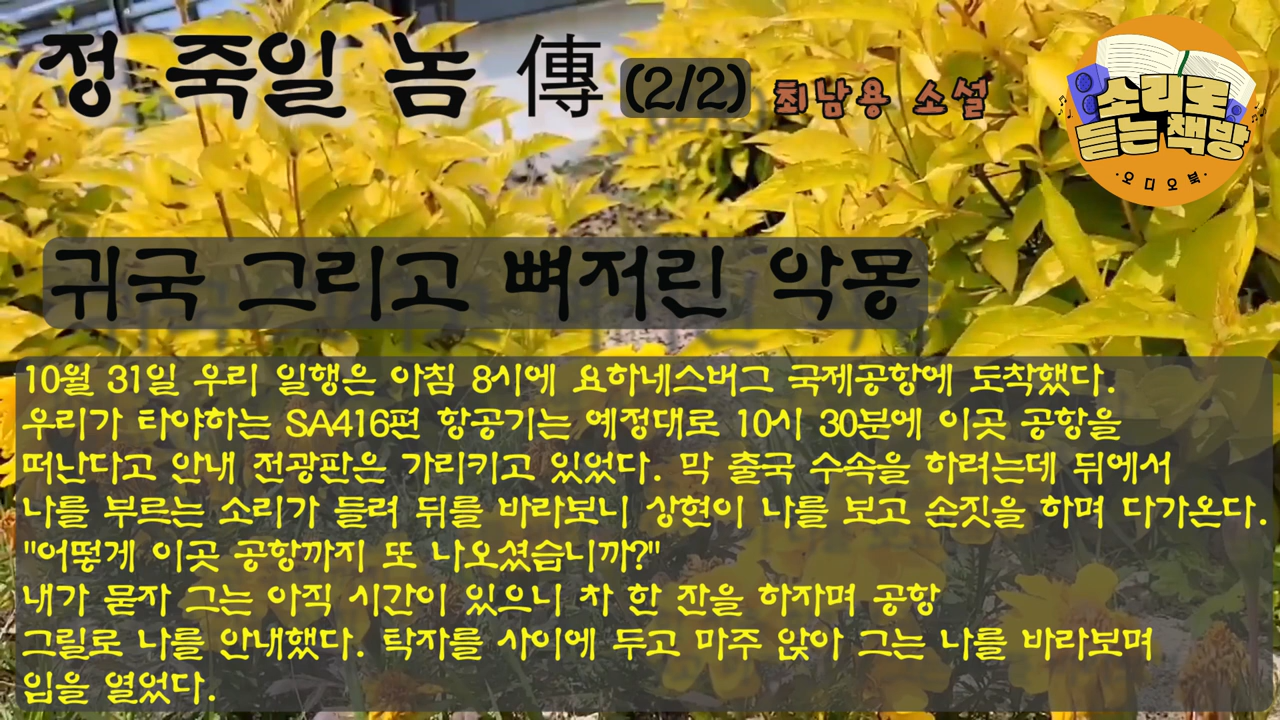 정 죽일 놈 傳 (2/2) 최남용 소설
소리로
듣는 책방
·오디오북·
귀국 그리고 뼈저린 악몽
10월 31일 우리 일행은 아침 8시에 요하네스버그 국제공항에 도착했다.
우리가 타야하는 SA416편 항공기는 예정대로 10시 30분에 이곳 공항을
떠난다고 안내 전광판은 가리키고 있었다. 막 출국 수속을 하려는데 뒤에서
나를 부르는 소리가 들려 뒤를 바라보니 상현이 나를 보고 손짓을 하며 다가온다.
"어떻게 이곳 공항까지 또 나오셨습니까?"
내가 묻자 그는 아직 시간이 있으니 차 한 잔을 하자며 공항
그릴로 나를 안내했다. 탁자를 사이에 두고 마주 앉아 그는 나를 바라보며
입을 열었다.